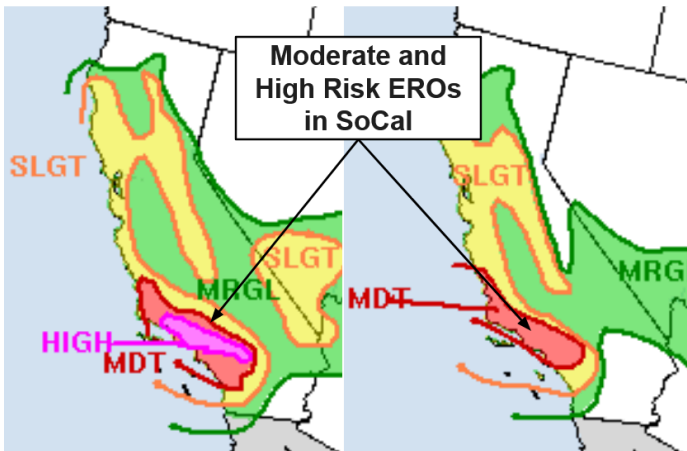 Moderate and
High Risk EROs
in SoCal
SLGT
SLGT
MRGL
HIGH
MDT
SLGT
MRG
MDT